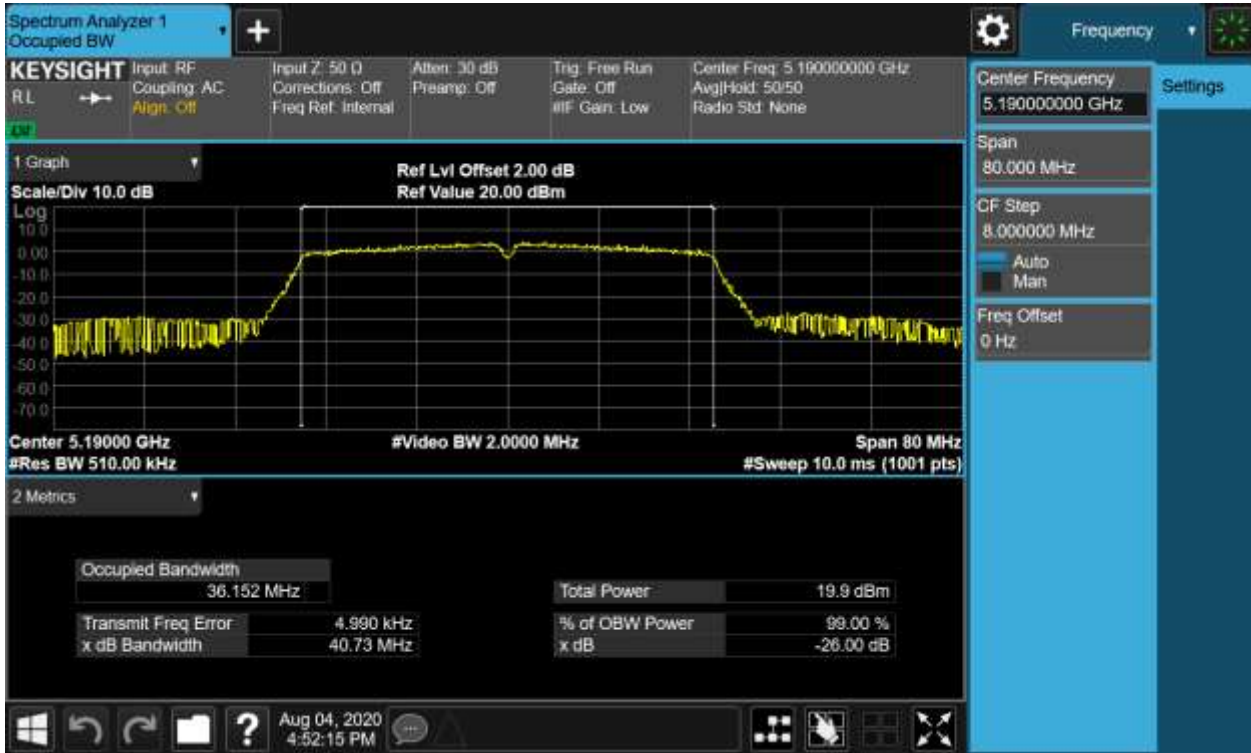 Spectrum Analyzer 1
Occupied BW
Frequency
KEYSIGHT
RL
Input: RF
Coupling: AC
Align: Off
Input Z: 50 Ω
Corrections: Off
Freq Ref: Internal
Atten: 30 dB
Preamp: Off
Trig: Free Run
Gate: Off
#IF Gain: Low
Center Freq: 5.190000000 GHz
Avg|Hold: 50/50
Radio Std: None
Center Frequency
5.190000000 GHz
Settings
Span
80.000 MHz
CF Step
8.000000 MHz
Auto
Man
Freq Offset
0 Hz
1 Graph
Scale/Div 10.0 dB
Ref Lvl Offset 2.00 dB
Ref Value 20.00 dBm
Log
10.0
0.00
-10.0
-20.0
-30.0
-40.0
-50.0
-60.0
-70.0
Center 5.19000 GHz
#Video BW 2.0000 MHz
Span 80 MHz
#Res BW 510.00 kHz
#Sweep 10.0 ms (1001 pts)
2 Metrics
Occupied Bandwidth
36.152 MHz
Total Power 19.9 dBm
Transmit Freq Error 4.990 kHz
% of OBW Power 99.00 %
x dB Bandwidth 40.73 MHz
x dB -26.00 dB
?
Aug 04, 2020
4:52:15 PM